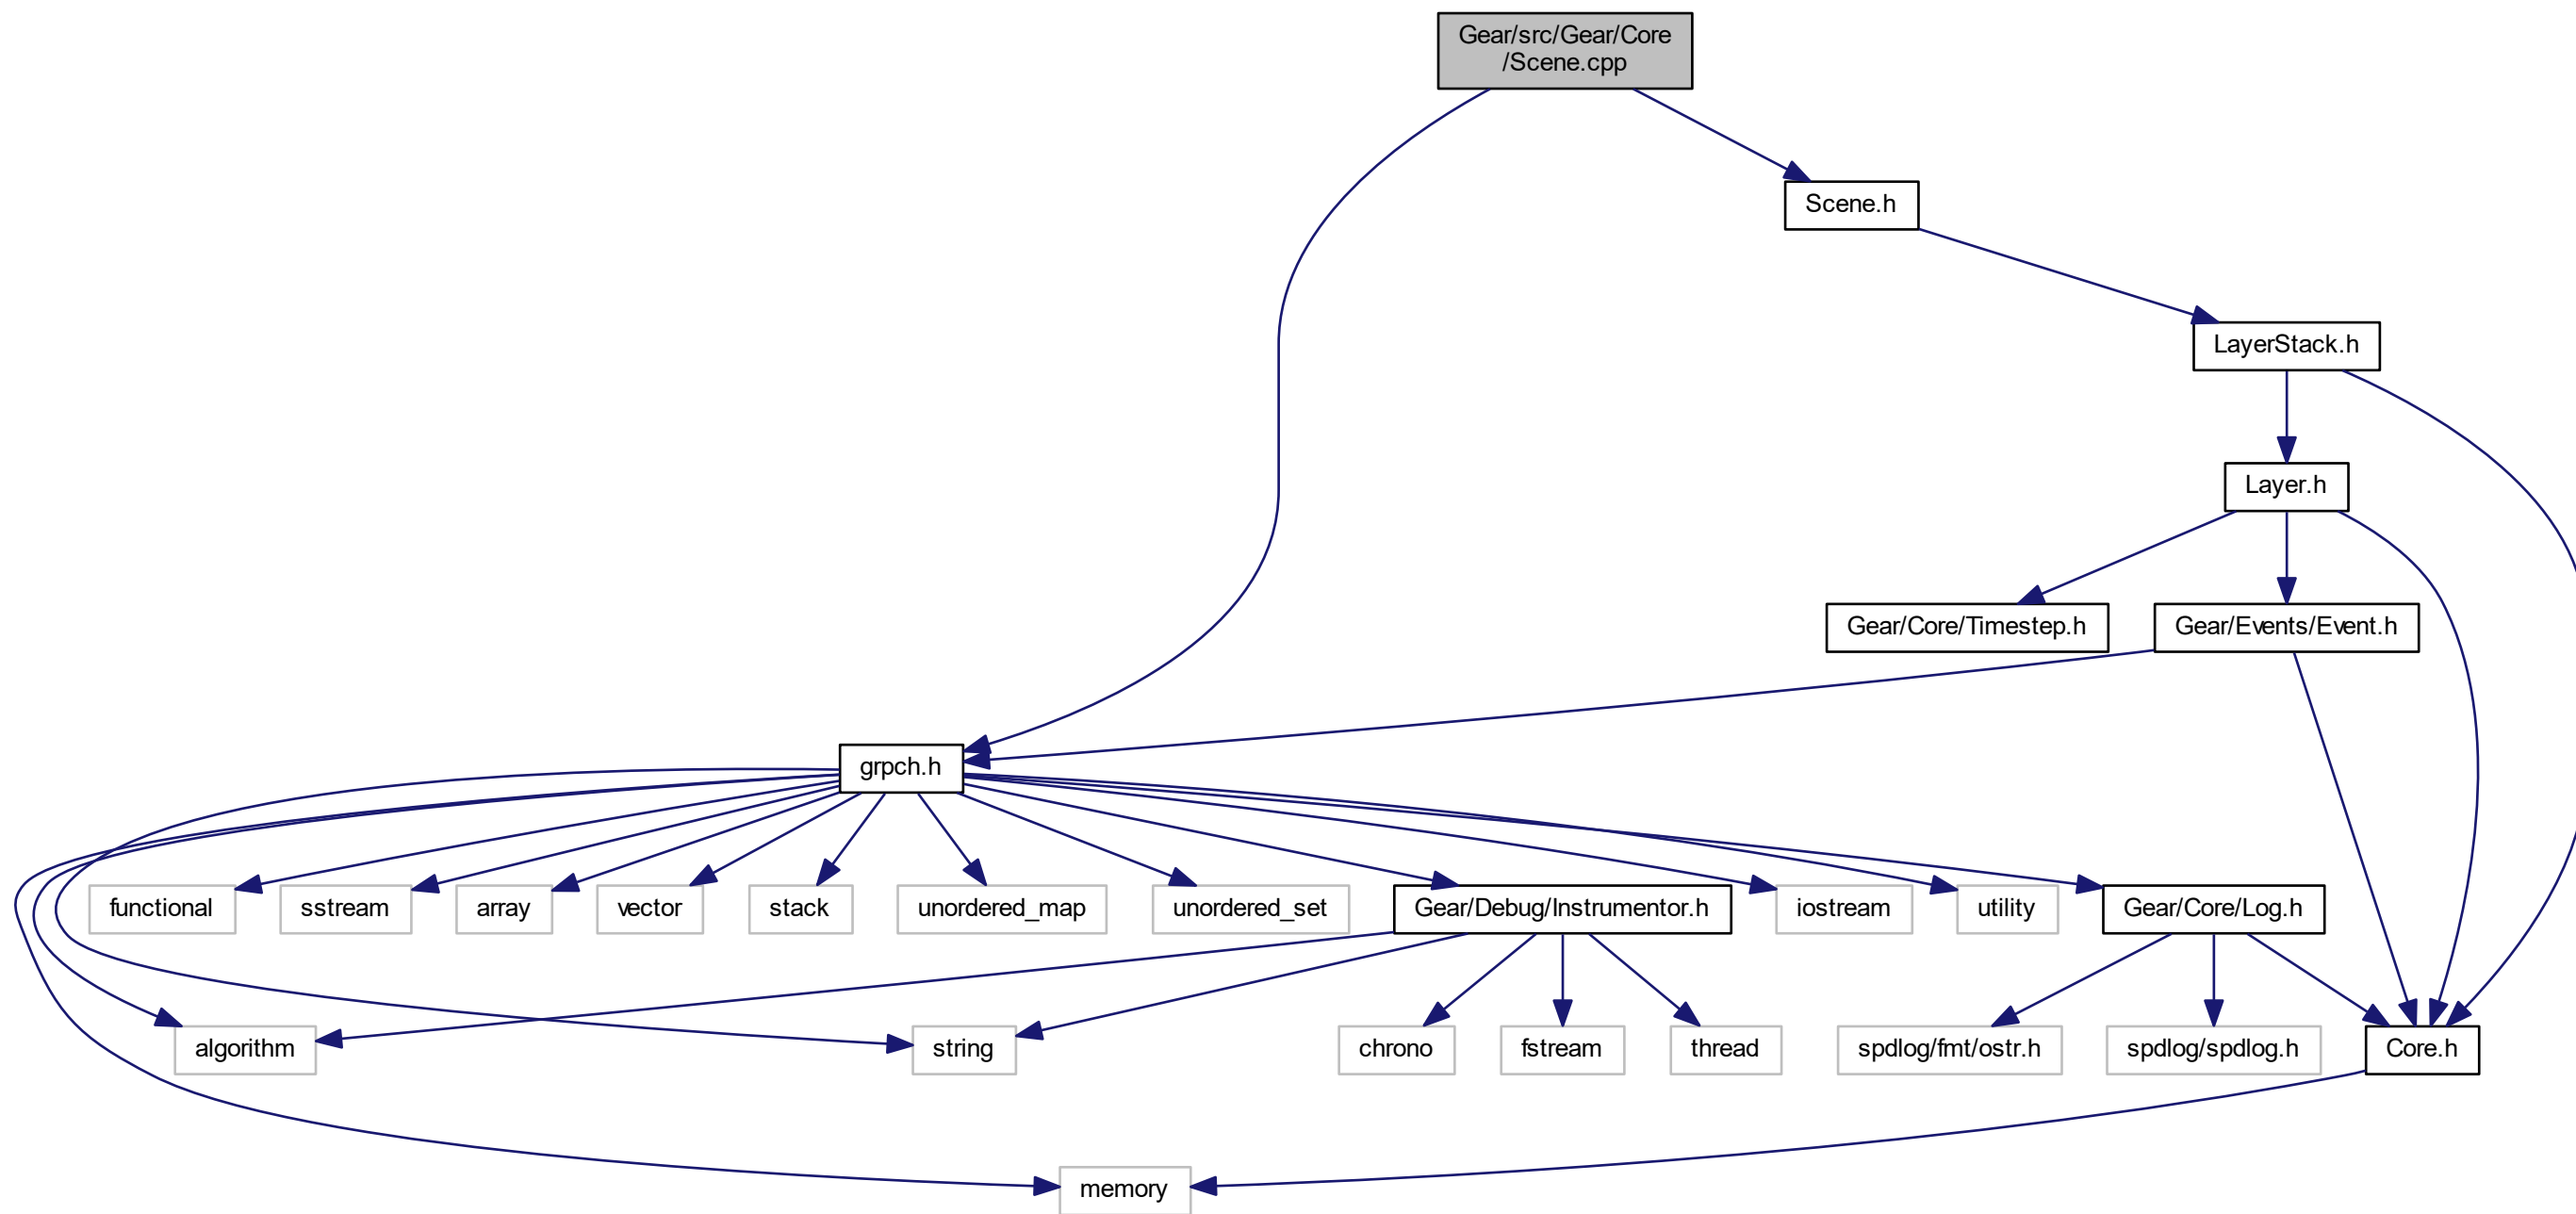 Gear/src/Gear/Core
/Scene.cpp
Scene.h
LayerStack.h
Layer.h
Gear/Core/Timestep.h
Gear/Events/Event.h
grpch.h
functional
sstream
array
vector
stack
unordered_map
unordered_set
Gear/Debug/Instrumentor.h
iostream
utility
Gear/Core/Log.h
algorithm
string
chrono
fstream
thread
spdlog/fmt/ostr.h
spdlog/spdlog.h
Core.h
memory